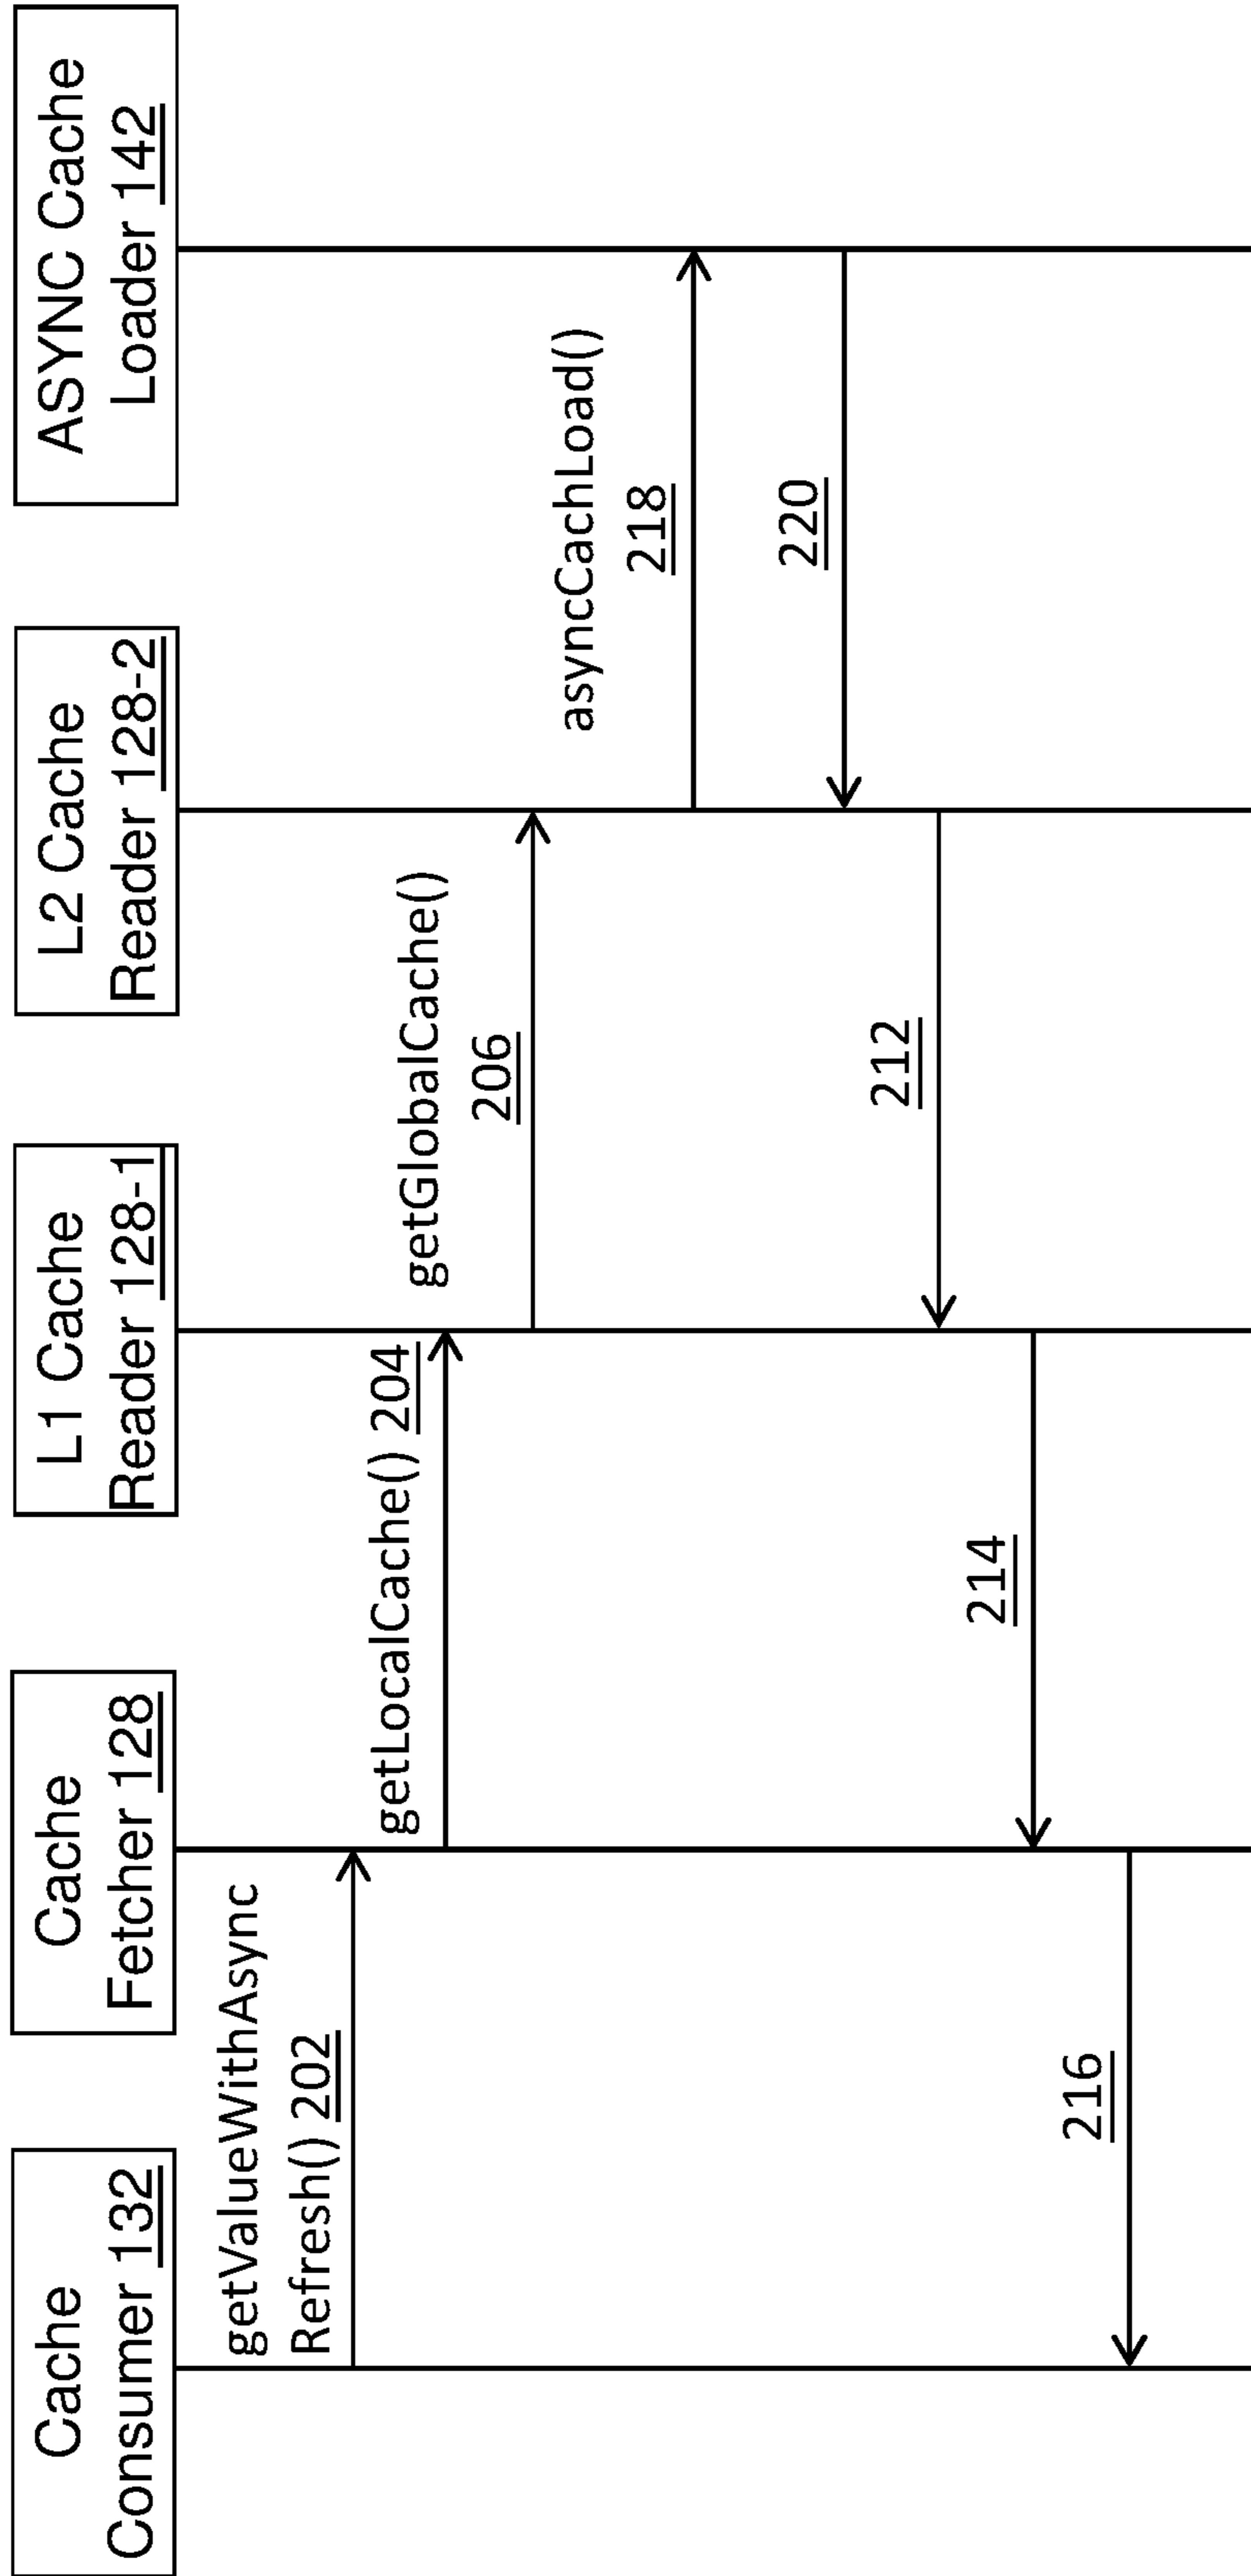 Cache
Consumer 132
Cache
Fetcher 128
L1 Cache
Reader 128-1
L2 Cache
Reader 128-2
ASYNC Cache
Loader 142
getValueWithAsync
Refresh() 202
getLocalCache() 204
getGlobalCache()
206
asyncCachLoad()
218
220
212
214
216